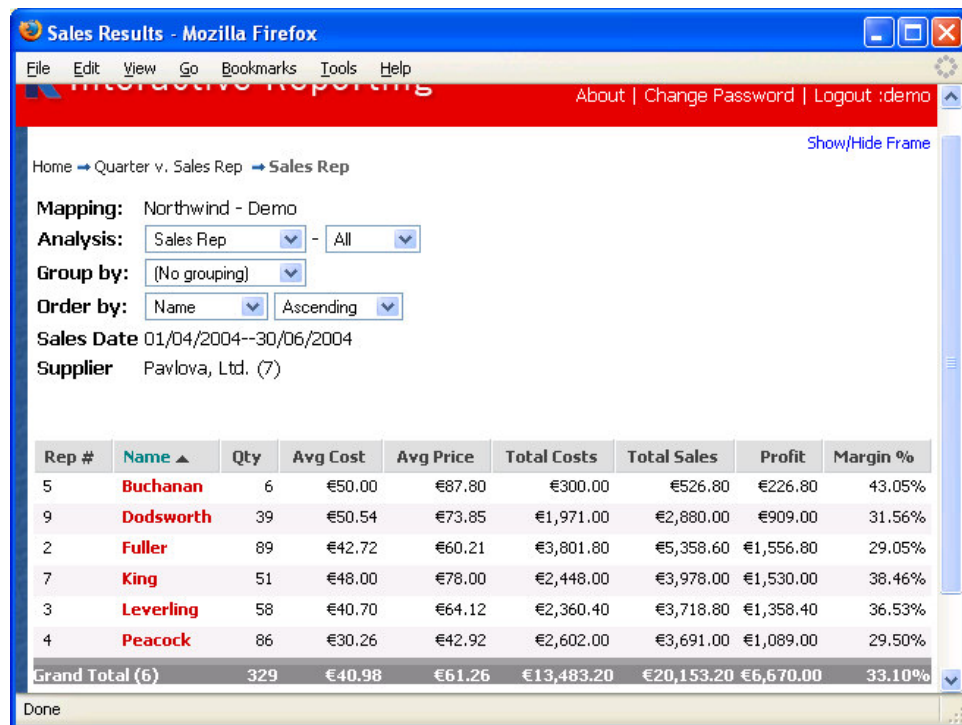 Sales Results - Mozilla Firefox
File Edit View Go Bookmarks Tools Help
Interactive Reporting
About | Change Password | Logout :demo
Show/Hide Frame
Home → Quarter v. Sales Rep → Sales Rep
Mapping: Northwind - Demo
Analysis: Sales Rep - All
Group by: (No grouping)
Order by: Name Ascending
Sales Date 01/04/2004--30/06/2004
Supplier Pavlova, Ltd. (7)
Rep # Name ▲ Qty Avg Cost Avg Price Total Costs Total Sales Profit Margin %
5 Buchanan 6 €50.00 €87.80 €300.00 €526.80 €226.80 43.05%
9 Dodsworth 39 €50.54 €73.85 €1,971.00 €2,880.00 €909.00 31.56%
2 Fuller 89 €42.72 €60.21 €3,801.80 €5,358.60 €1,556.80 29.05%
7 King 51 €48.00 €78.00 €2,448.00 €3,978.00 €1,530.00 38.46%
3 Leverling 58 €40.70 €64.12 €2,360.40 €3,718.80 €1,358.40 36.53%
4 Peacock 86 €30.26 €42.92 €2,602.00 €3,691.00 €1,089.00 29.50%
Grand Total (6) 329 €40.98 €61.26 €13,483.20 €20,153.20 €6,670.00 33.10%
Done